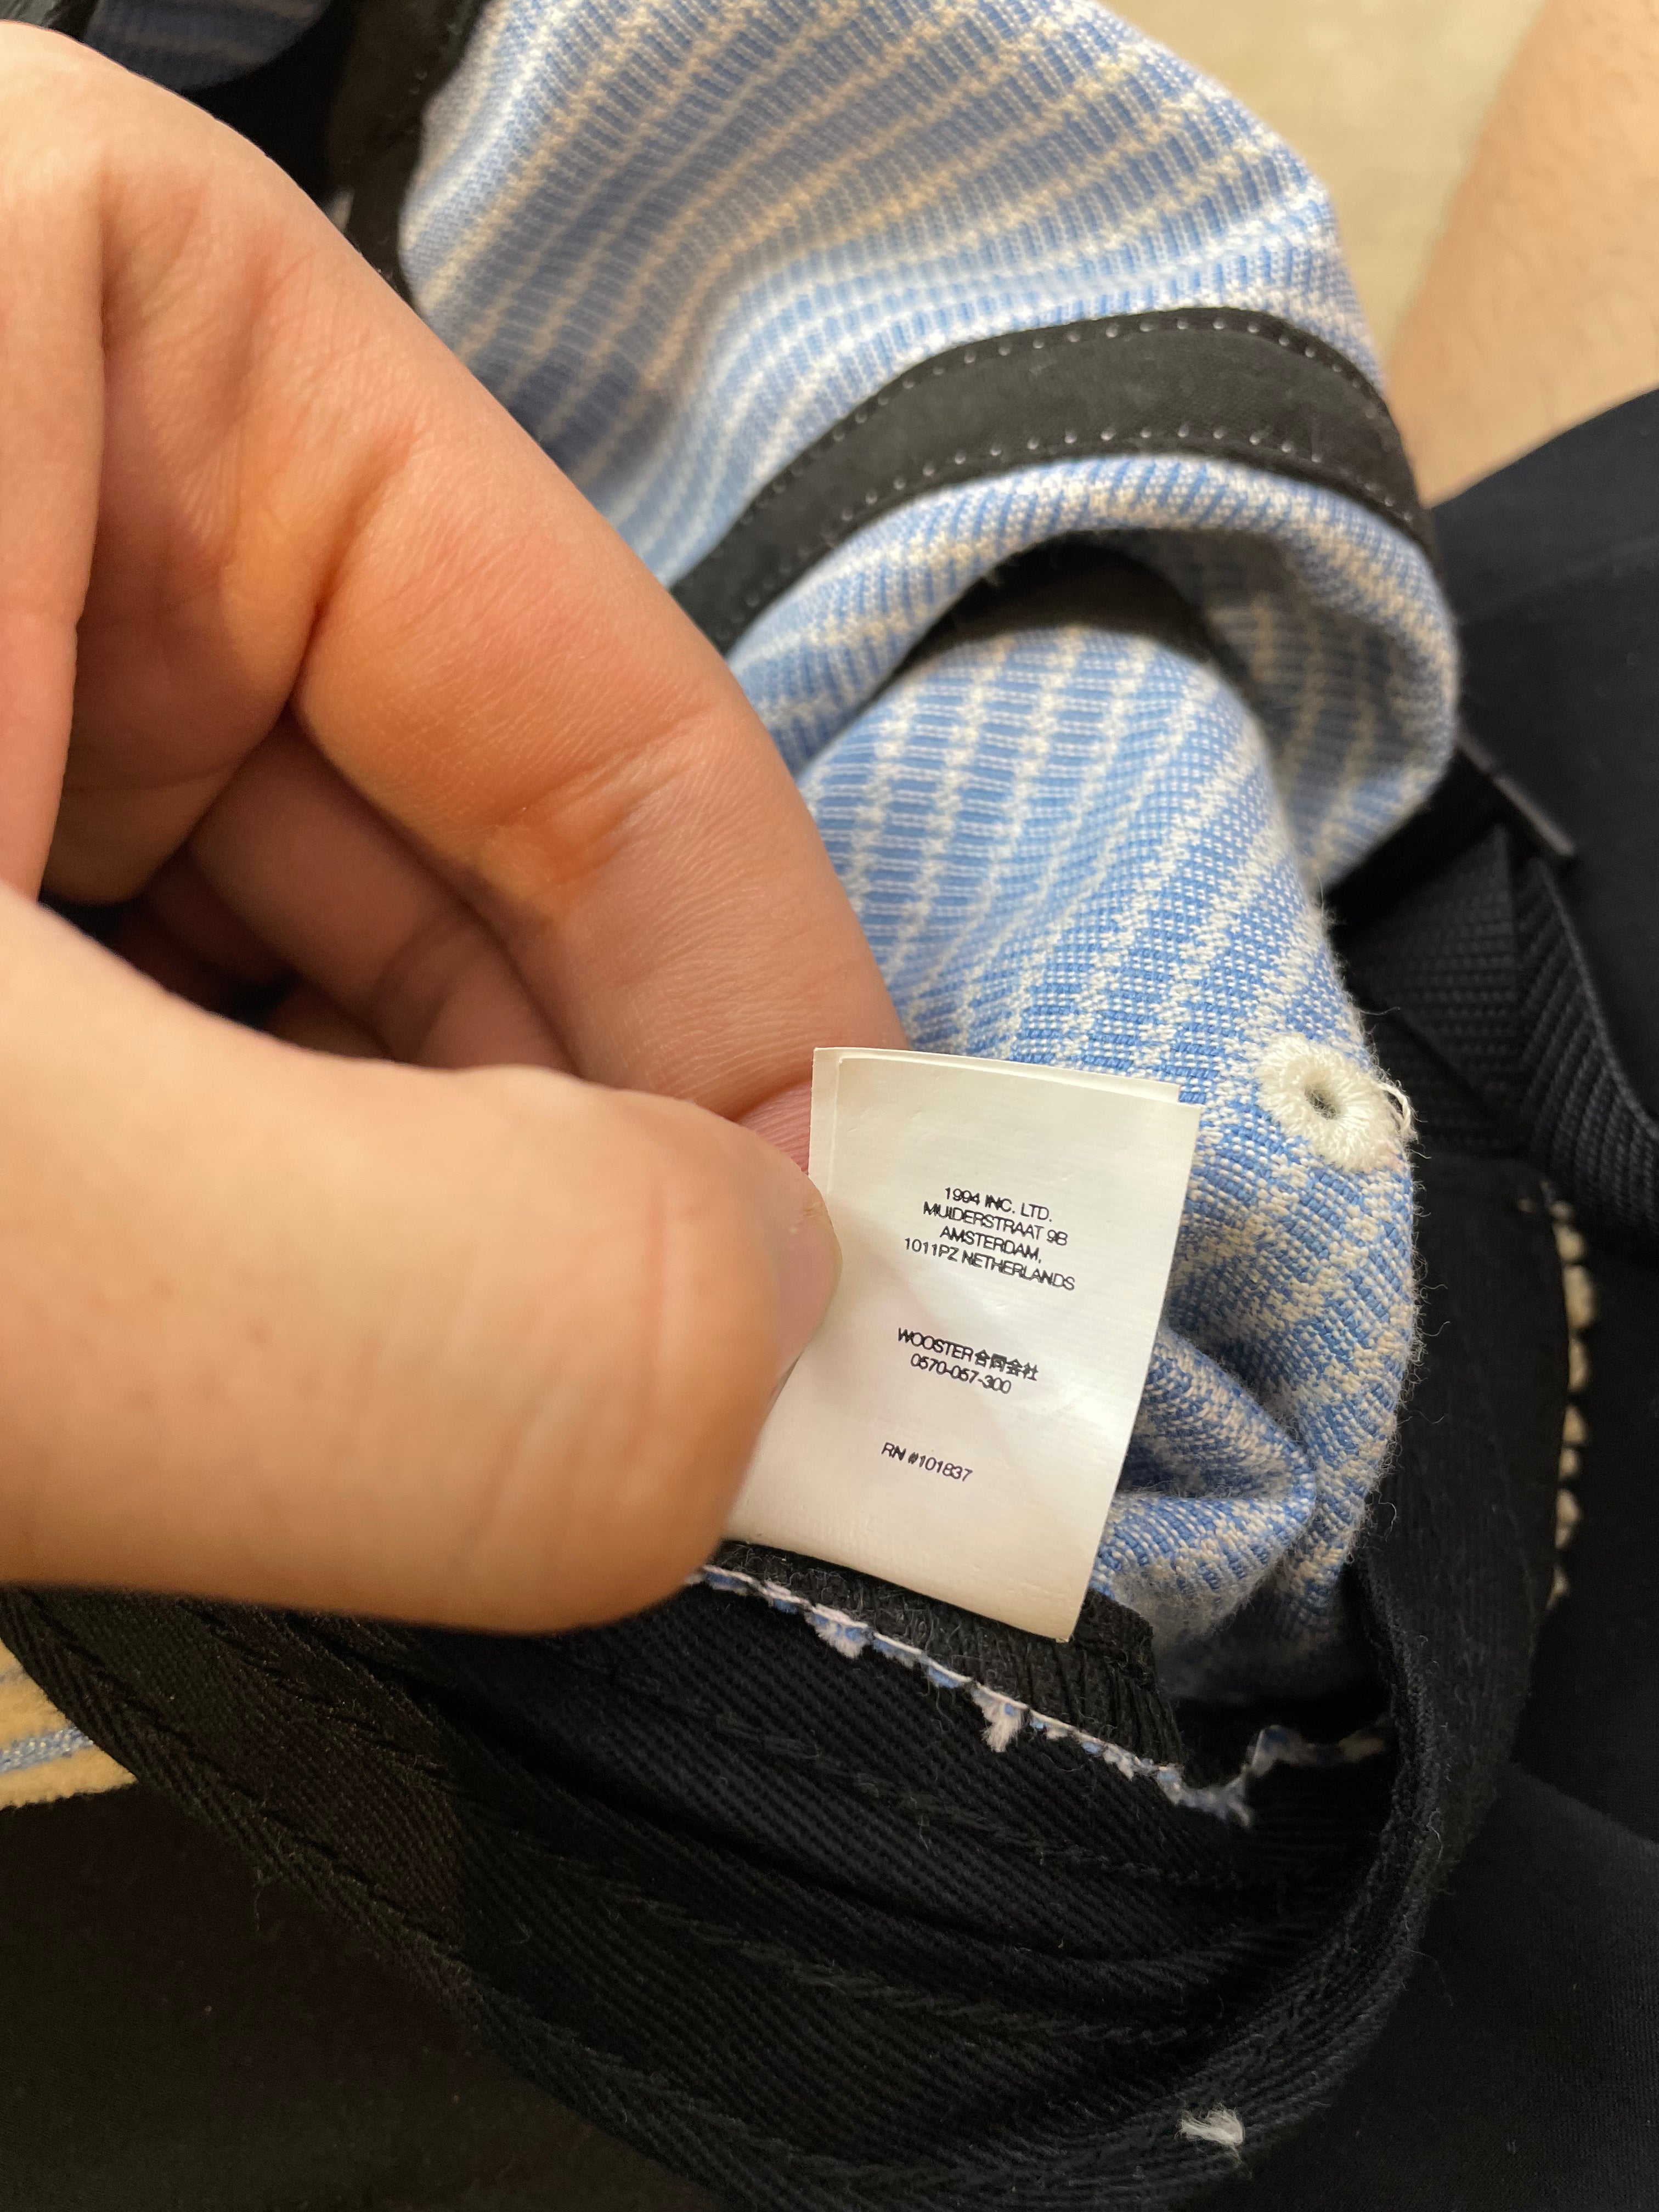 1994 INC. LTD.
MUIDERSTRAAT 9B
AMSTERDAM,
1011PZ NETHERLANDS
WOOSTER合同会社
0570-057-300
RN #101837